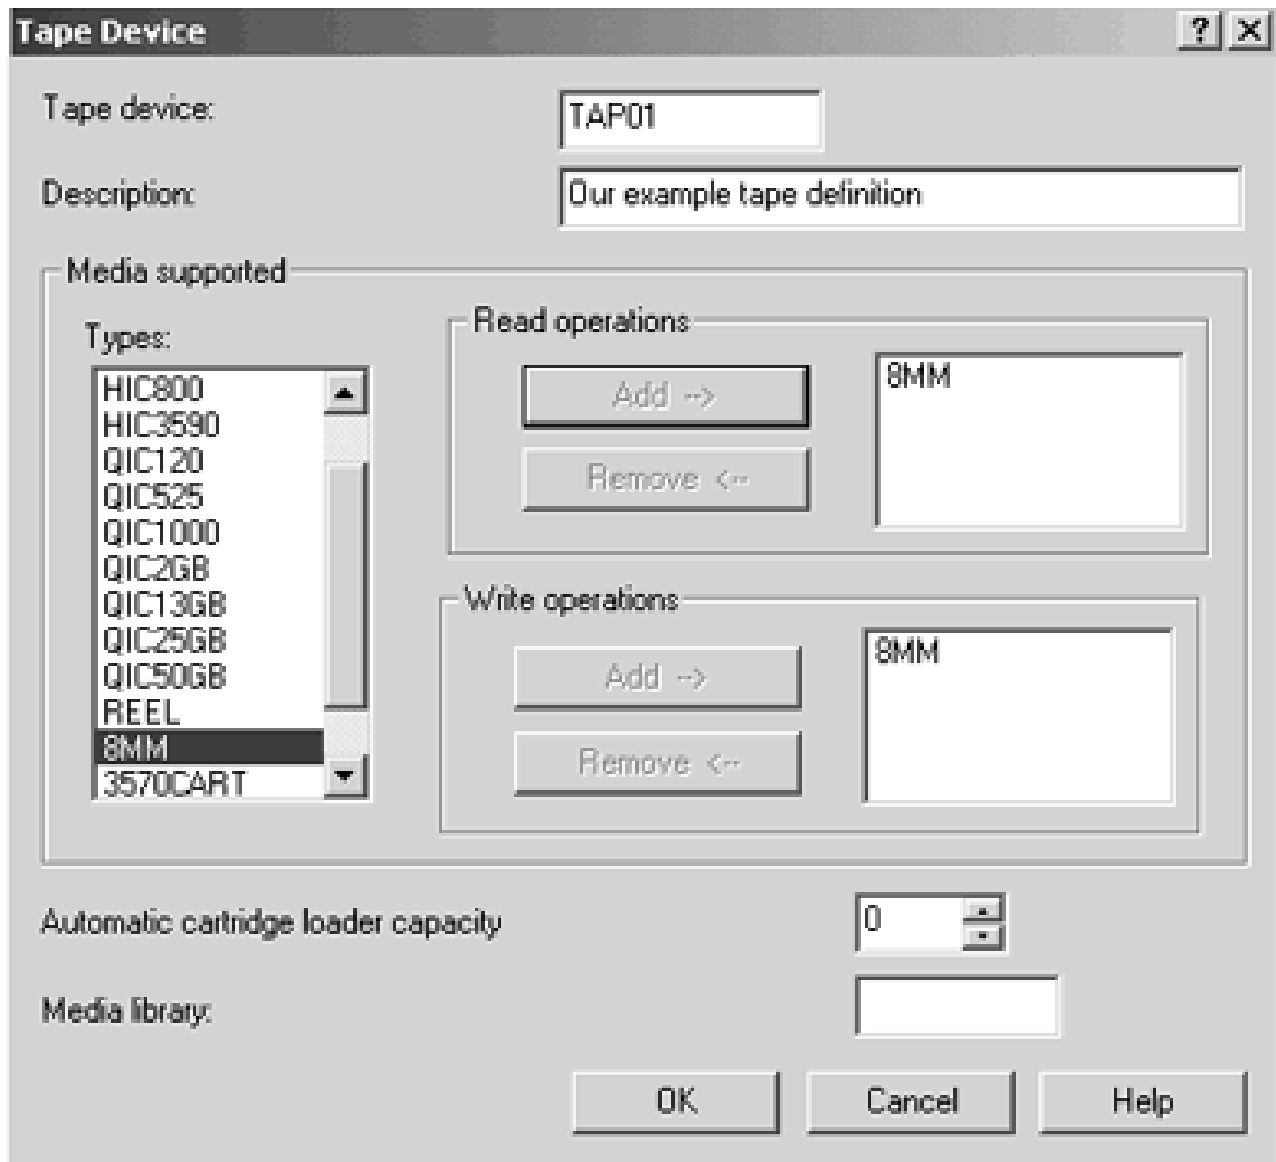 Tape Device
Tape device:
TAP01
Description:
Our example tape definition
Media supported
Types:
HIC800
HIC3590
QIC120
QIC525
QIC1000
QIC2GB
QIC13GB
QIC25GB
QIC50GB
REEL
8MM
3570CART
Read operations
Add -->
Remove <--
8MM
Write operations
Add -->
Remove <--
8MM
Automatic cartridge loader capacity
0
Media library:
OK
Cancel
Help